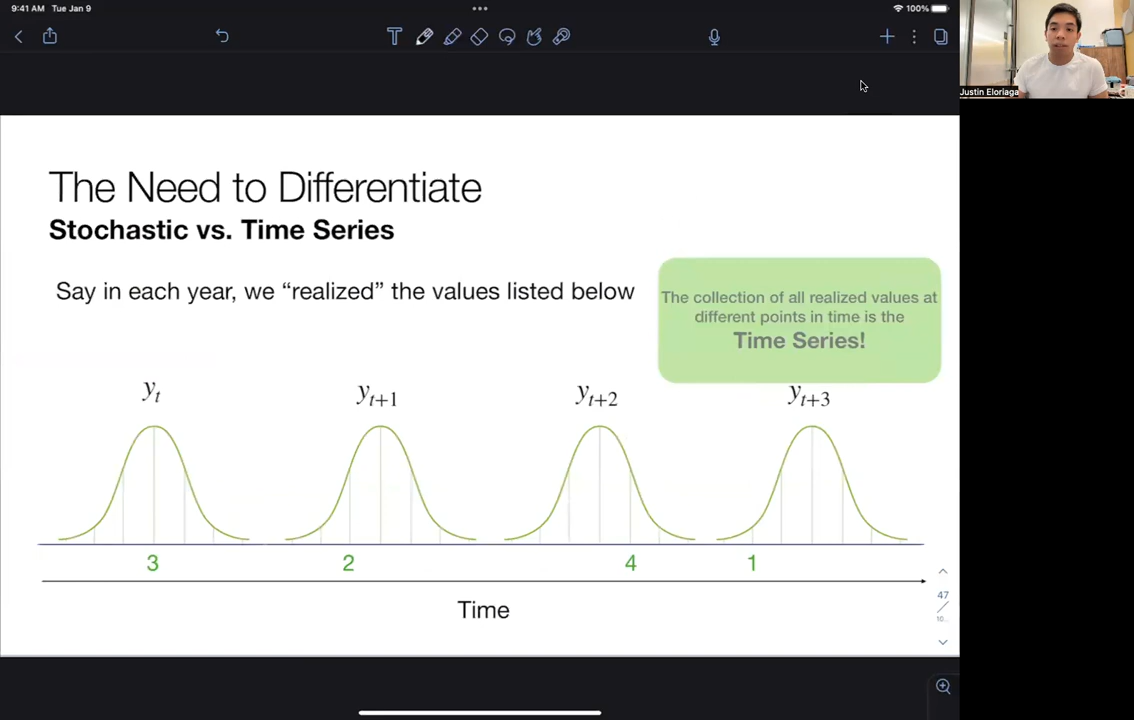 9:41 AM Tue Jan 9
100%
Justin Eloriaga
The Need to Differentiate
Stochastic vs. Time Series
Say in each year, we “realized” the values listed below
The collection of all realized values at
different points in time is the
Time Series!
yt yt+1 yt+2 yt+3
3 2 4 1
Time
47
10...